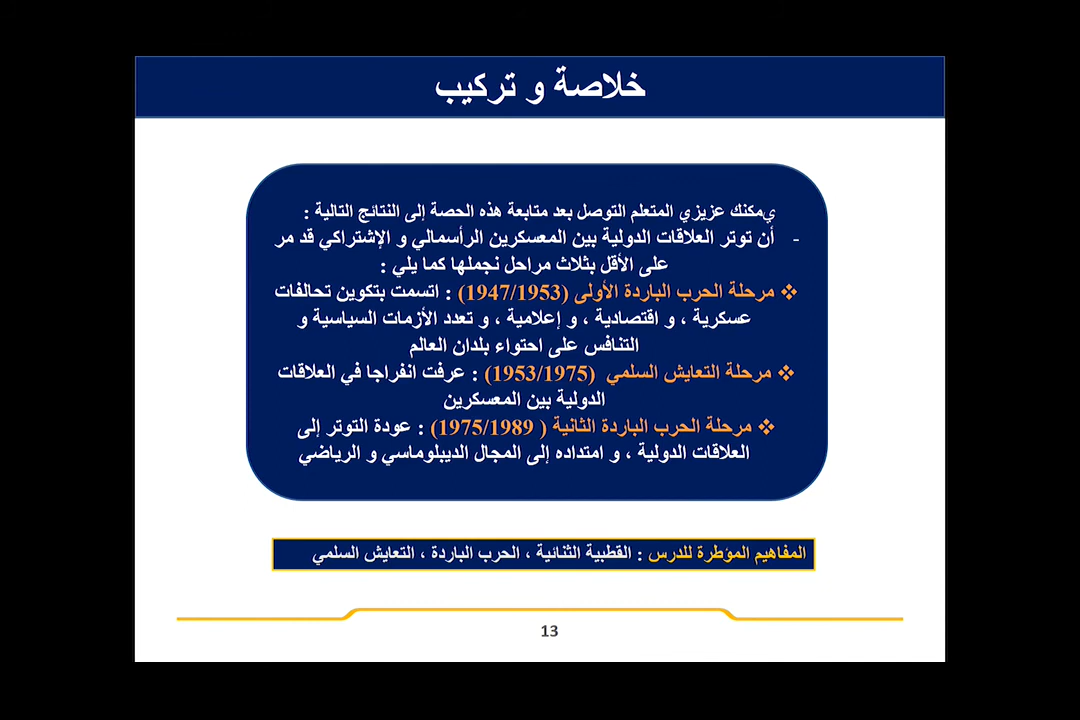 خلاصة و تركيب
يمكنك عزيزي المتعلم التوصل بعد متابعة هذه الحصة إلى النتائج التالية :
- أن توتر العلاقات الدولية بين المعسكرين الرأسمالي و الإشتراكي قد مر
على الأقل بثلاث مراحل نجملها كما يلي :
❖ مرحلة الحرب الباردة الأولى (1947/1953) : اتسمت بتكوين تحالفات
عسكرية ، و اقتصادية ، و إعلامية ، و تعدد الأزمات السياسية و
التنافس على احتواء بلدان العالم
❖ مرحلة التعايش السلمي (1953/1975) : عرفت انفراجا في العلاقات
الدولية بين المعسكرين
❖ مرحلة الحرب الباردة الثانية ( 1975/1989) : عودة التوتر إلى
العلاقات الدولية ، و امتداده إلى المجال الديبلوماسي و الرياضي
المفاهيم المؤطرة للدرس : القطبية الثنائية ، الحرب الباردة ، التعايش السلمي
13